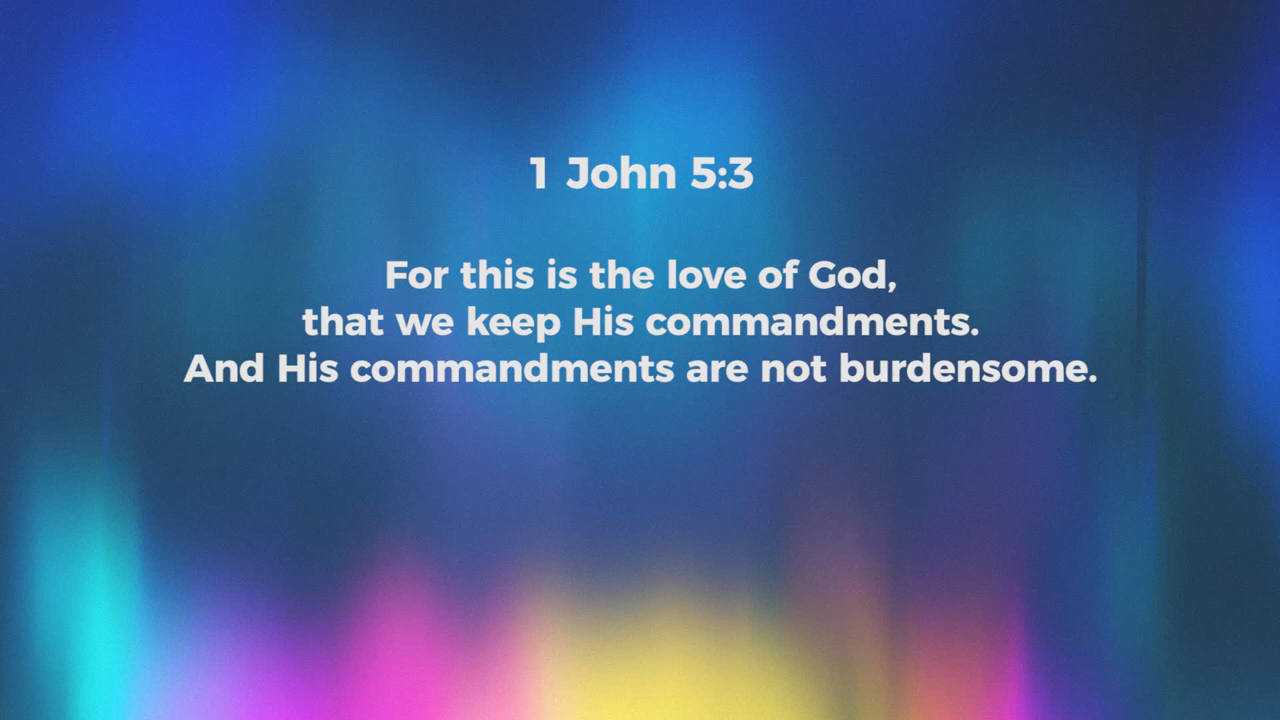 1 John 5:3
For this is the love of God,
that we keep His commandments.
And His commandments are not burdensome.